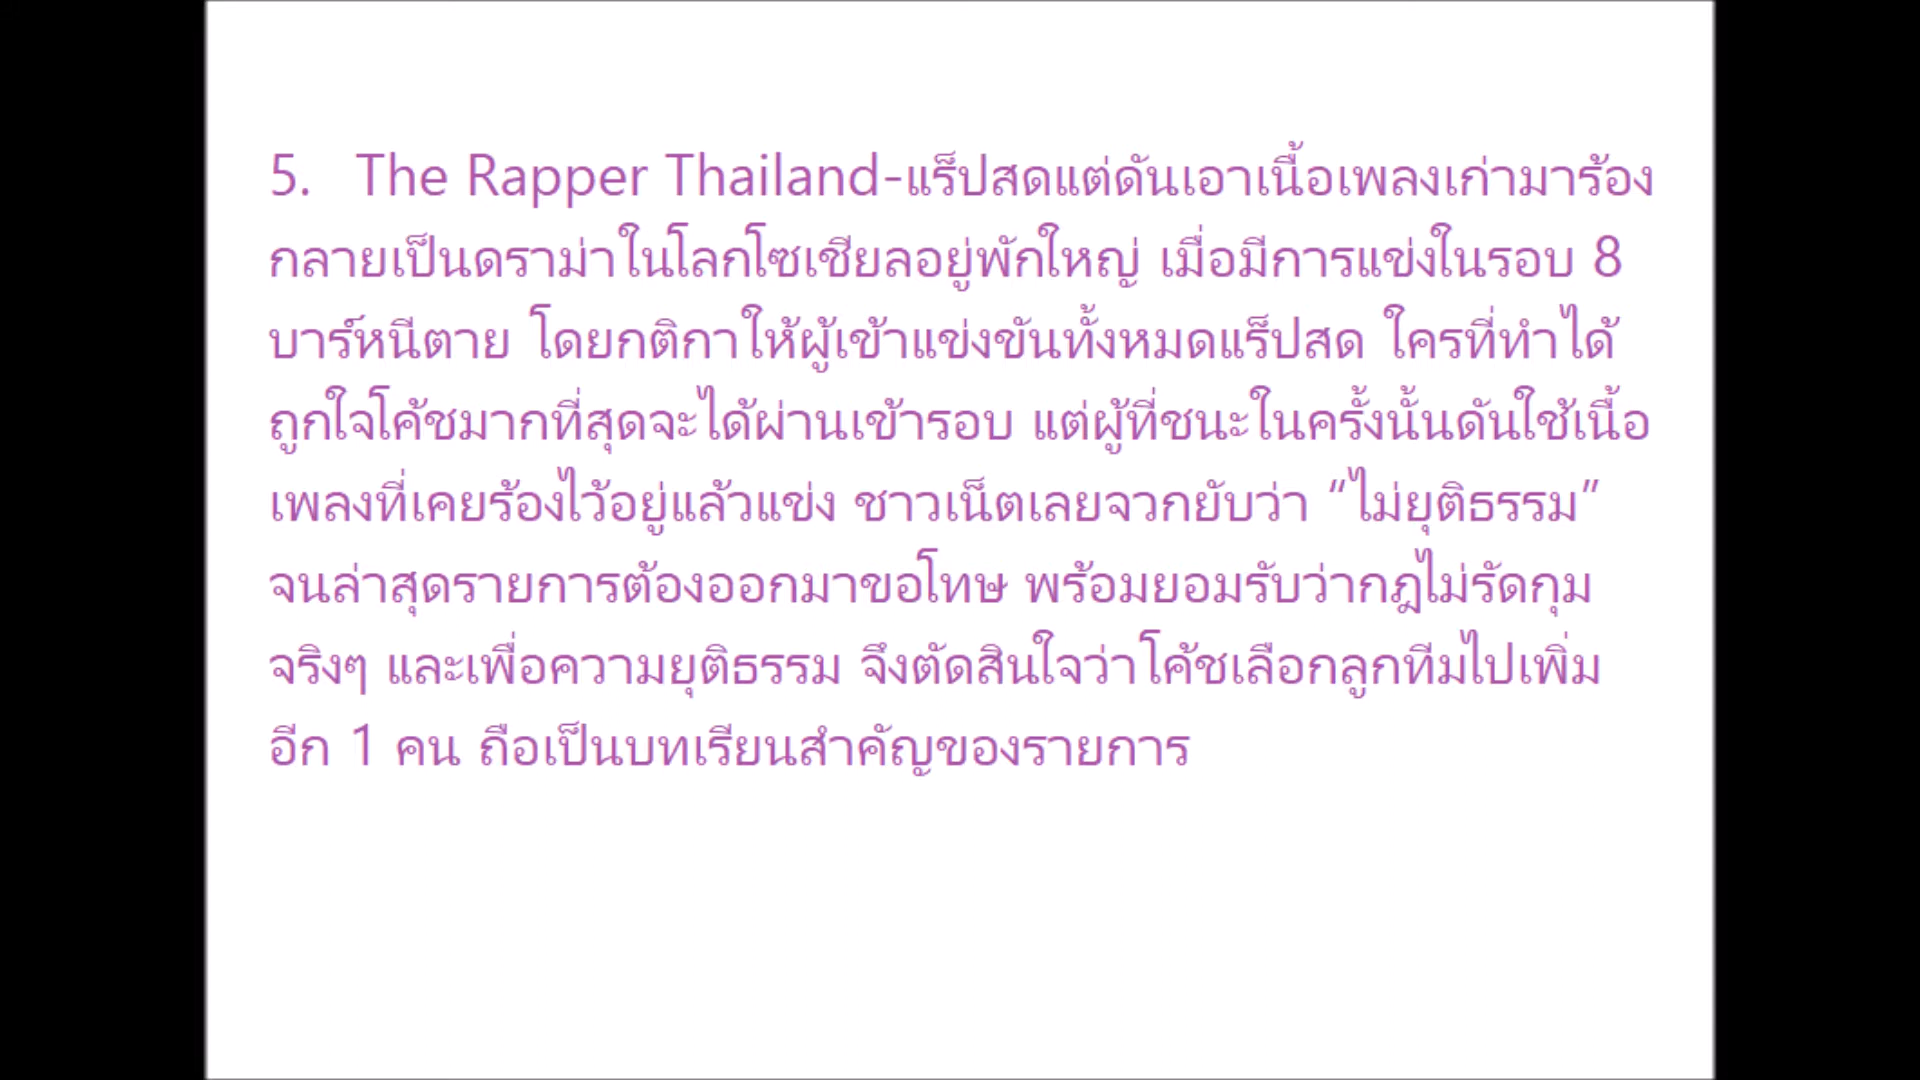 5. The Rapper Thailand-แร็ปสดแต่ดันเอาเนื้อเพลงเก่ามาร้อง
กลายเป็นดราม่าในโลกโซเชียลอยู่พักใหญ่ เมื่อมีการแข่งในรอบ 8
บาร์หนีตาย โดยกติกาให้ผู้เข้าแข่งขันทั้งหมดแร็ปสด ใครที่ทำได้
ถูกใจโค้ชมากที่สุดจะได้ผ่านเข้ารอบ แต่ผู้ที่ชนะในครั้งนั้นดันใช้เนื้อ
เพลงที่เคยร้องไว้อยู่แล้วแข่ง ชาวเน็ตเลยจวกยับว่า “ไม่ยุติธรรม”
จนล่าสุดรายการต้องออกมาขอโทษ พร้อมยอมรับว่ากฎไม่รัดกุม
จริงๆ และเพื่อความยุติธรรม จึงตัดสินใจว่าโค้ชเลือกลูกทีมไปเพิ่ม
อีก 1 คน ถือเป็นบทเรียนสำคัญของรายการ